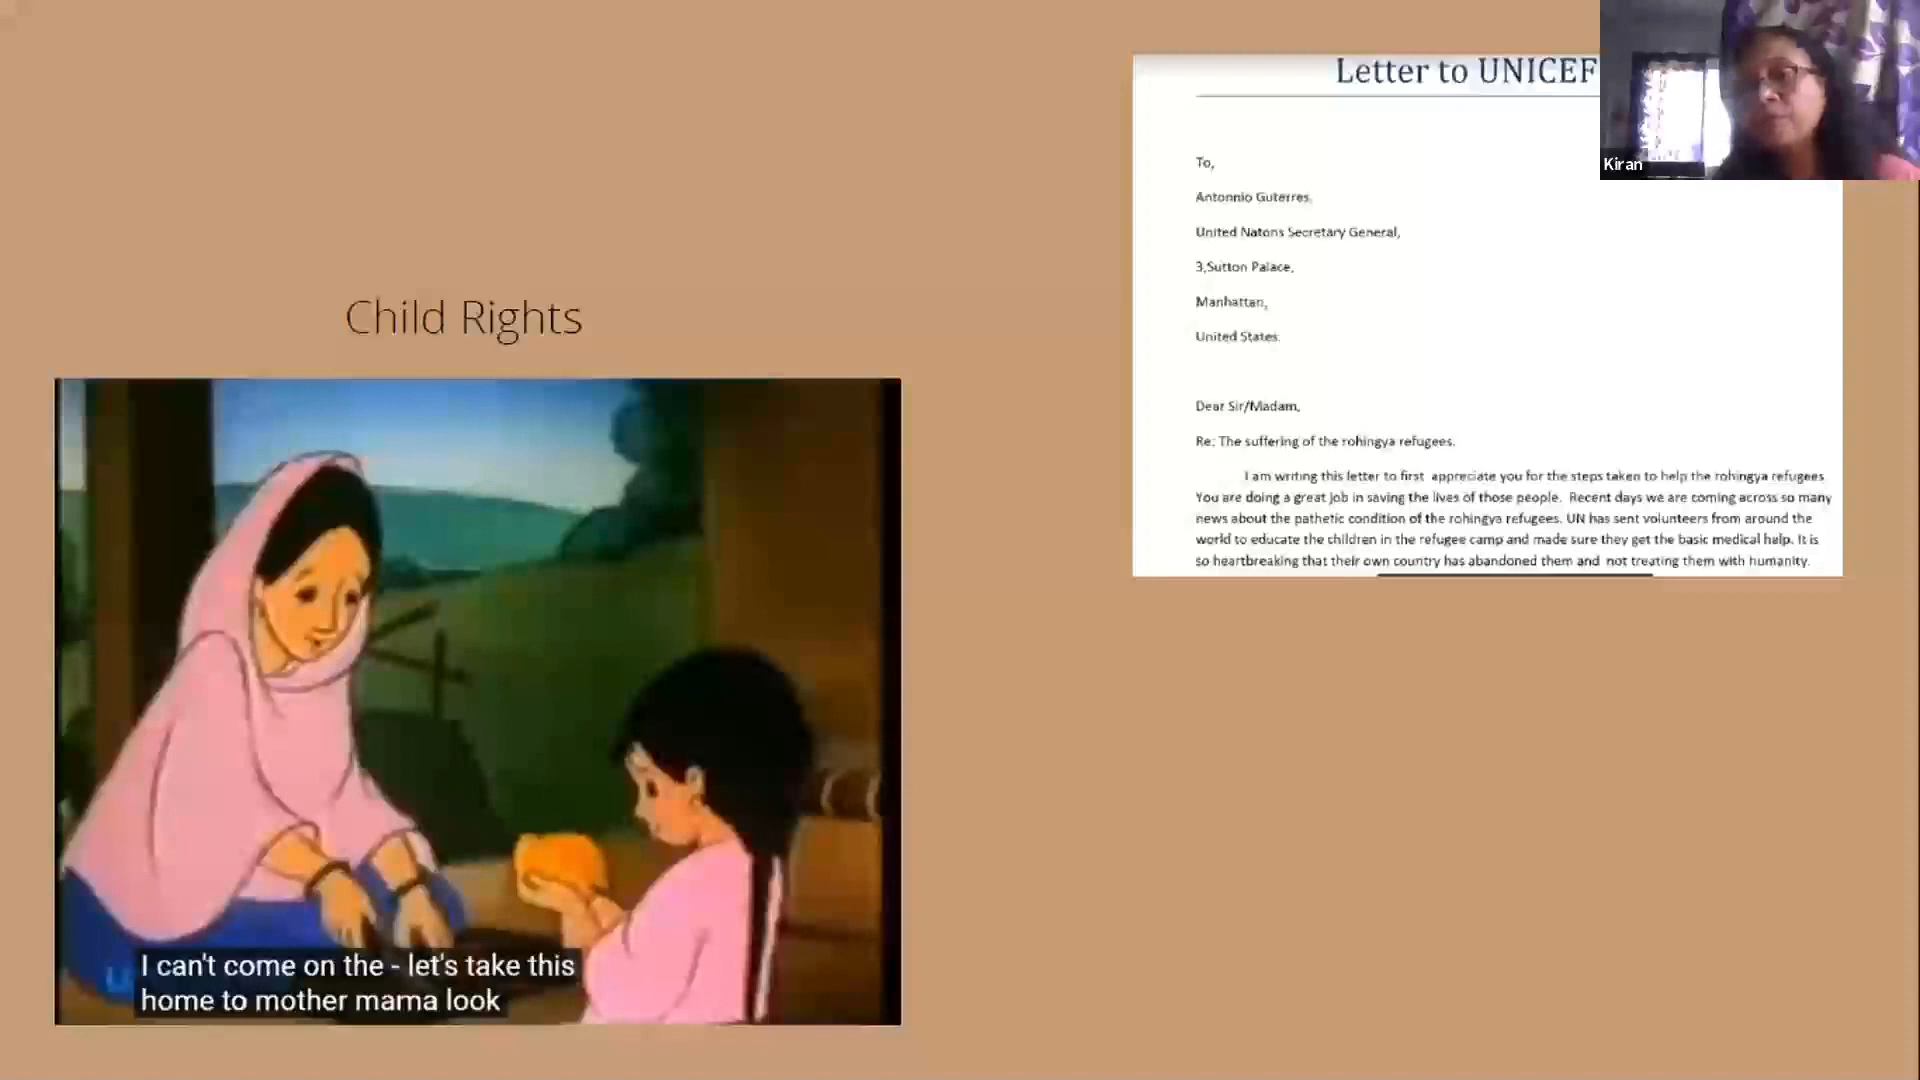 Letter to UNICEF
Kiran
To,
Antonnio Guterres,
United Natons Secretary General,
3,Sutton Palace,
Manhattan,
United States.
Dear Sir/Madam,
Re: The suffering of the rohingya refugees.
I am writing this letter to first appreciate you for the steps taken to help the rohingya refugees
You are doing a great job in saving the lives of those people. Recent days we are coming across so many
news about the pathetic condition of the rohingya refugees. UN has sent volunteers from around the
world to educate the children in the refugee camp and made sure they get the basic medical help. It is
so heartbreaking that their own country has abandoned them and not treating them with humanity.
Child Rights
I can't come on the - let's take this
home to mother mama look